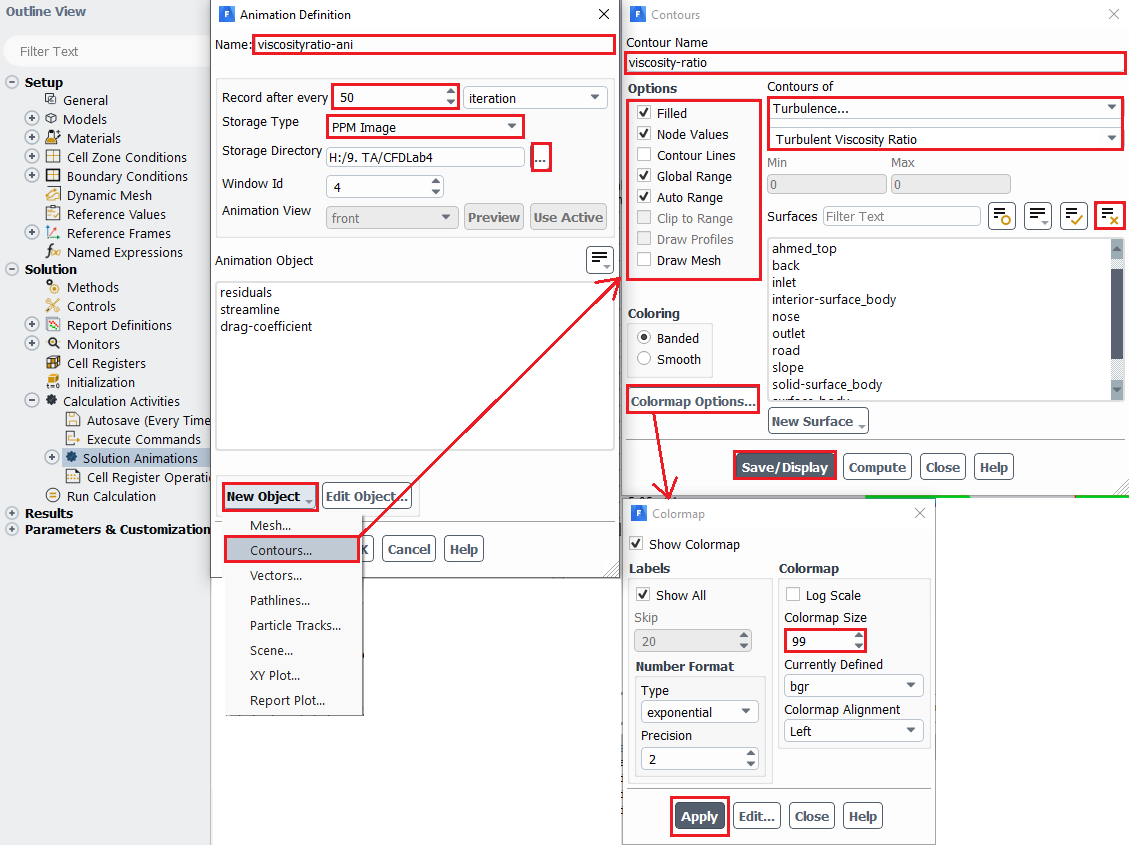 Outline View
Filter Text
Setup
General
Models
Materials
Cell Zone Conditions
Boundary Conditions
Dynamic Mesh
Reference Values
Reference Frames
Named Expressions
Solution
Methods
Controls
Report Definitions
Monitors
Cell Registers
Initialization
Calculation Activities
Autosave (Every Time
Execute Commands
Solution Animations
Cell Register Operati
Run Calculation
Results
Parameters & Customization
Animation Definition
Name: viscosityratio-ani
Record after every 50 iteration
Storage Type PPM Image
Storage Directory H:/9. TA/CFDLab4 ...
Window Id 4
Animation View front Preview Use Active
Animation Object
residuals
streamline
drag-coefficient
New Object Edit Object...
Mesh...
Contours...
Vectors...
Pathlines...
Particle Tracks...
Scene...
XY Plot...
Report Plot...
K Cancel Help
Contours
Contour Name
viscosity-ratio
Options
Filled
Node Values
Contour Lines
Global Range
Auto Range
Clip to Range
Draw Profiles
Draw Mesh
Coloring
Banded
Smooth
Colormap Options...
Contours of
Turbulence...
Turbulent Viscosity Ratio
Min Max
0 0
Surfaces Filter Text
ahmed_top
back
inlet
interior-surface_body
nose
outlet
road
slope
solid-surface_body
New Surface
Save/Display Compute Close Help
Colormap
Show Colormap
Labels
Show All
Skip
20
Number Format
Type
exponential
Precision
2
Colormap
Log Scale
Colormap Size
99
Currently Defined
bgr
Colormap Alignment
Left
Apply Edit... Close Help